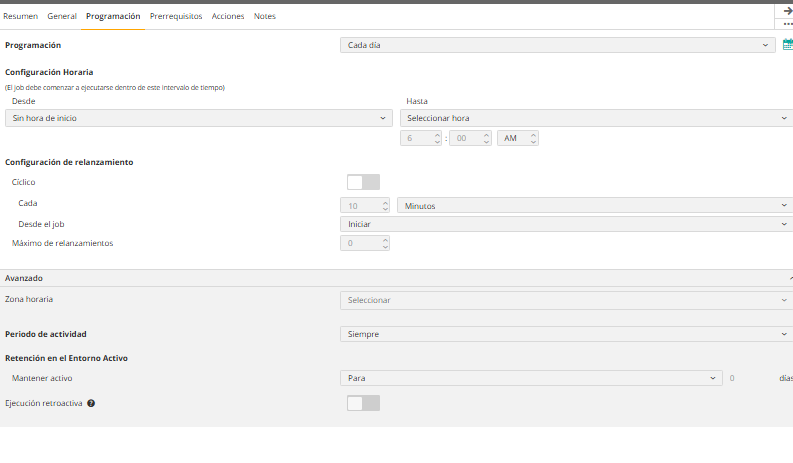 Resumen General Programación Prerrequisitos Acciones Notes
Programación Cada día
Configuración Horaria
(El job debe comenzar a ejecutarse dentro de este intervalo de tiempo)
Desde Hasta
Sin hora de inicio Seleccionar hora
6 : 00 AM
Configuración de relanzamiento
Cíclico
Cada 10 Minutos
Desde el job Iniciar
Máximo de relanzamientos 0
Avanzado
Zona horaria Seleccionar
Periodo de actividad Siempre
Retención en el Entorno Activo
Mantener activo Para 0 días
Ejecución retroactiva ?